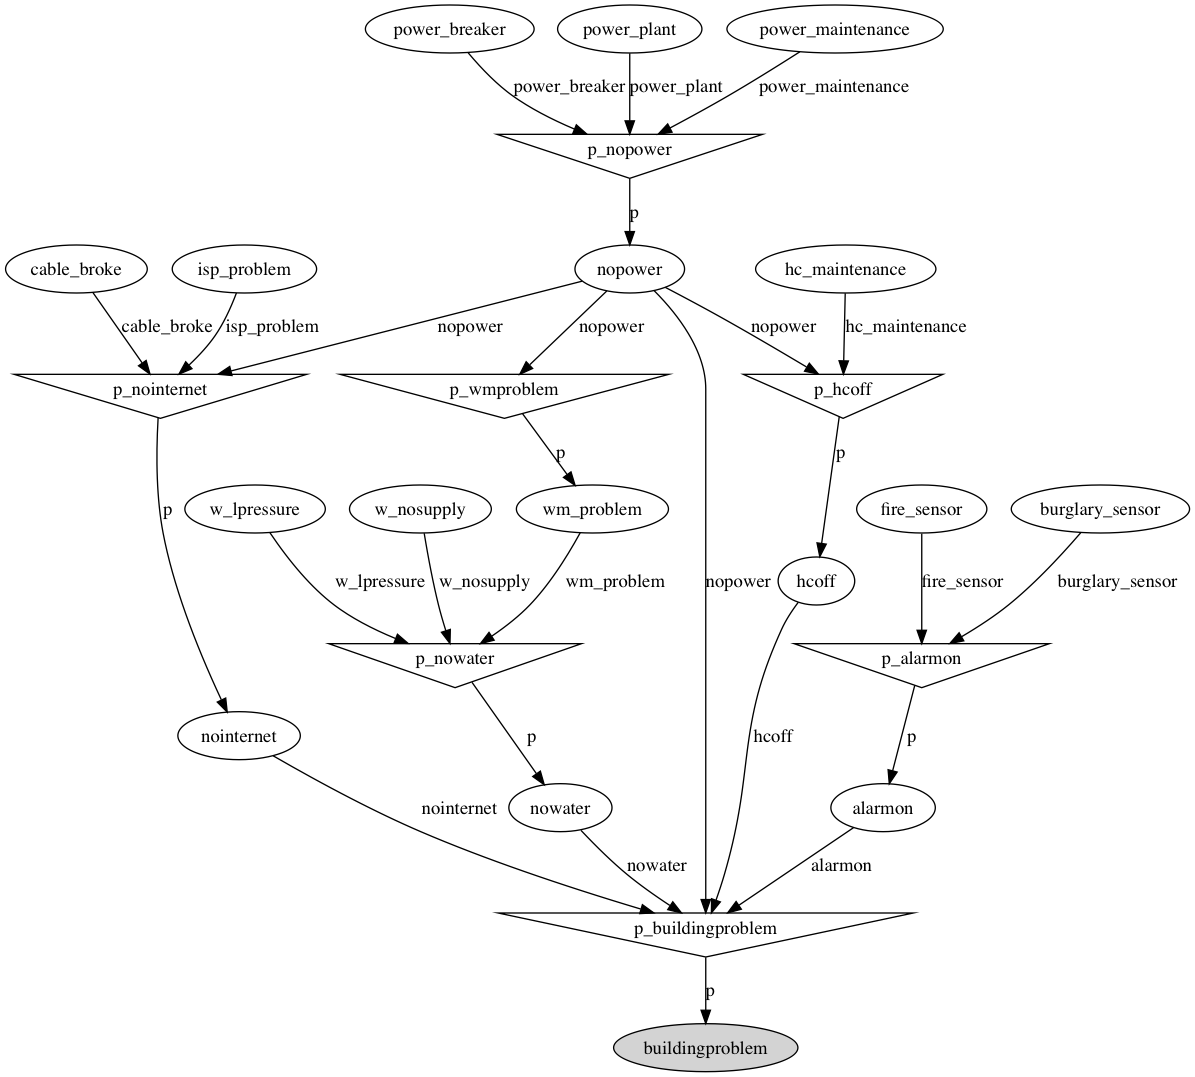 power_breaker power_plant power_maintenance
power_breaker power_plant power_maintenance
p_nopower
p
cable_broke isp_problem nopower hc_maintenance
cable_broke isp_problem nopower nopower nopower hc_maintenance
p_nointernet p_wmproblem p_hcoff
p p
w_lpressure w_nosupply wm_problem fire_sensor burglary_sensor
p
w_lpressure w_nosupply wm_problem nopower hcoff fire_sensor burglary_sensor
p_nowater p_alarmon
nointernet p hcoff p
nointernet nowater alarmon
nowater alarmon
p_buildingproblem
p
buildingproblem